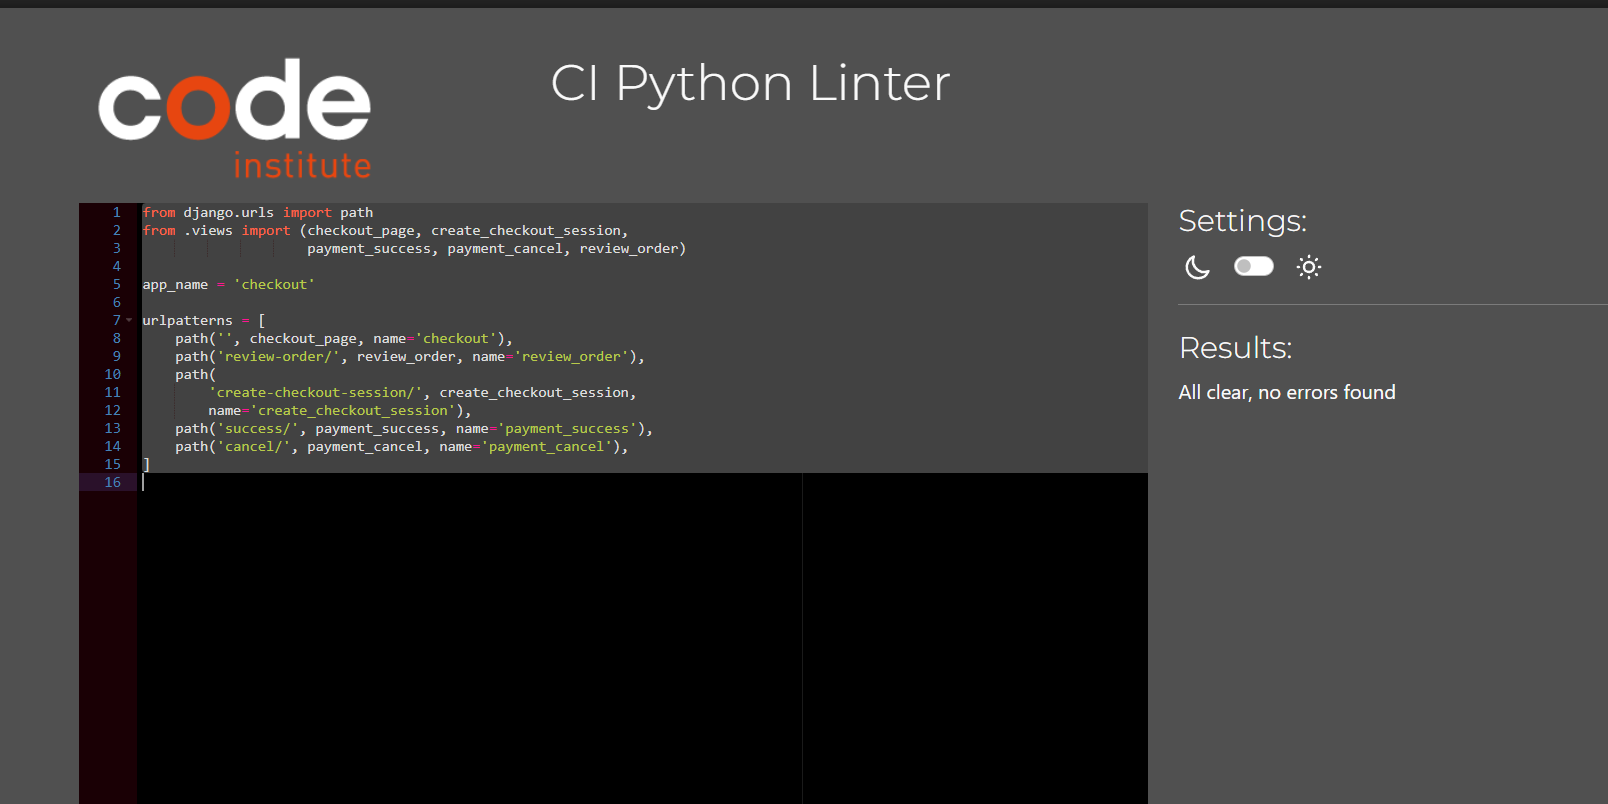 code
institute
CI Python Linter
1 from django.urls import path
2 from .views import (checkout_page, create_checkout_session,
3                     payment_success, payment_cancel, review_order)
4
5 app_name = 'checkout'
6
7 urlpatterns = [
8     path('', checkout_page, name='checkout'),
9     path('review-order/', review_order, name='review_order'),
10     path(
11         'create-checkout-session/', create_checkout_session,
12         name='create_checkout_session'),
13     path('success/', payment_success, name='payment_success'),
14     path('cancel/', payment_cancel, name='payment_cancel'),
15 ]
16
Settings:
Results:
All clear, no errors found